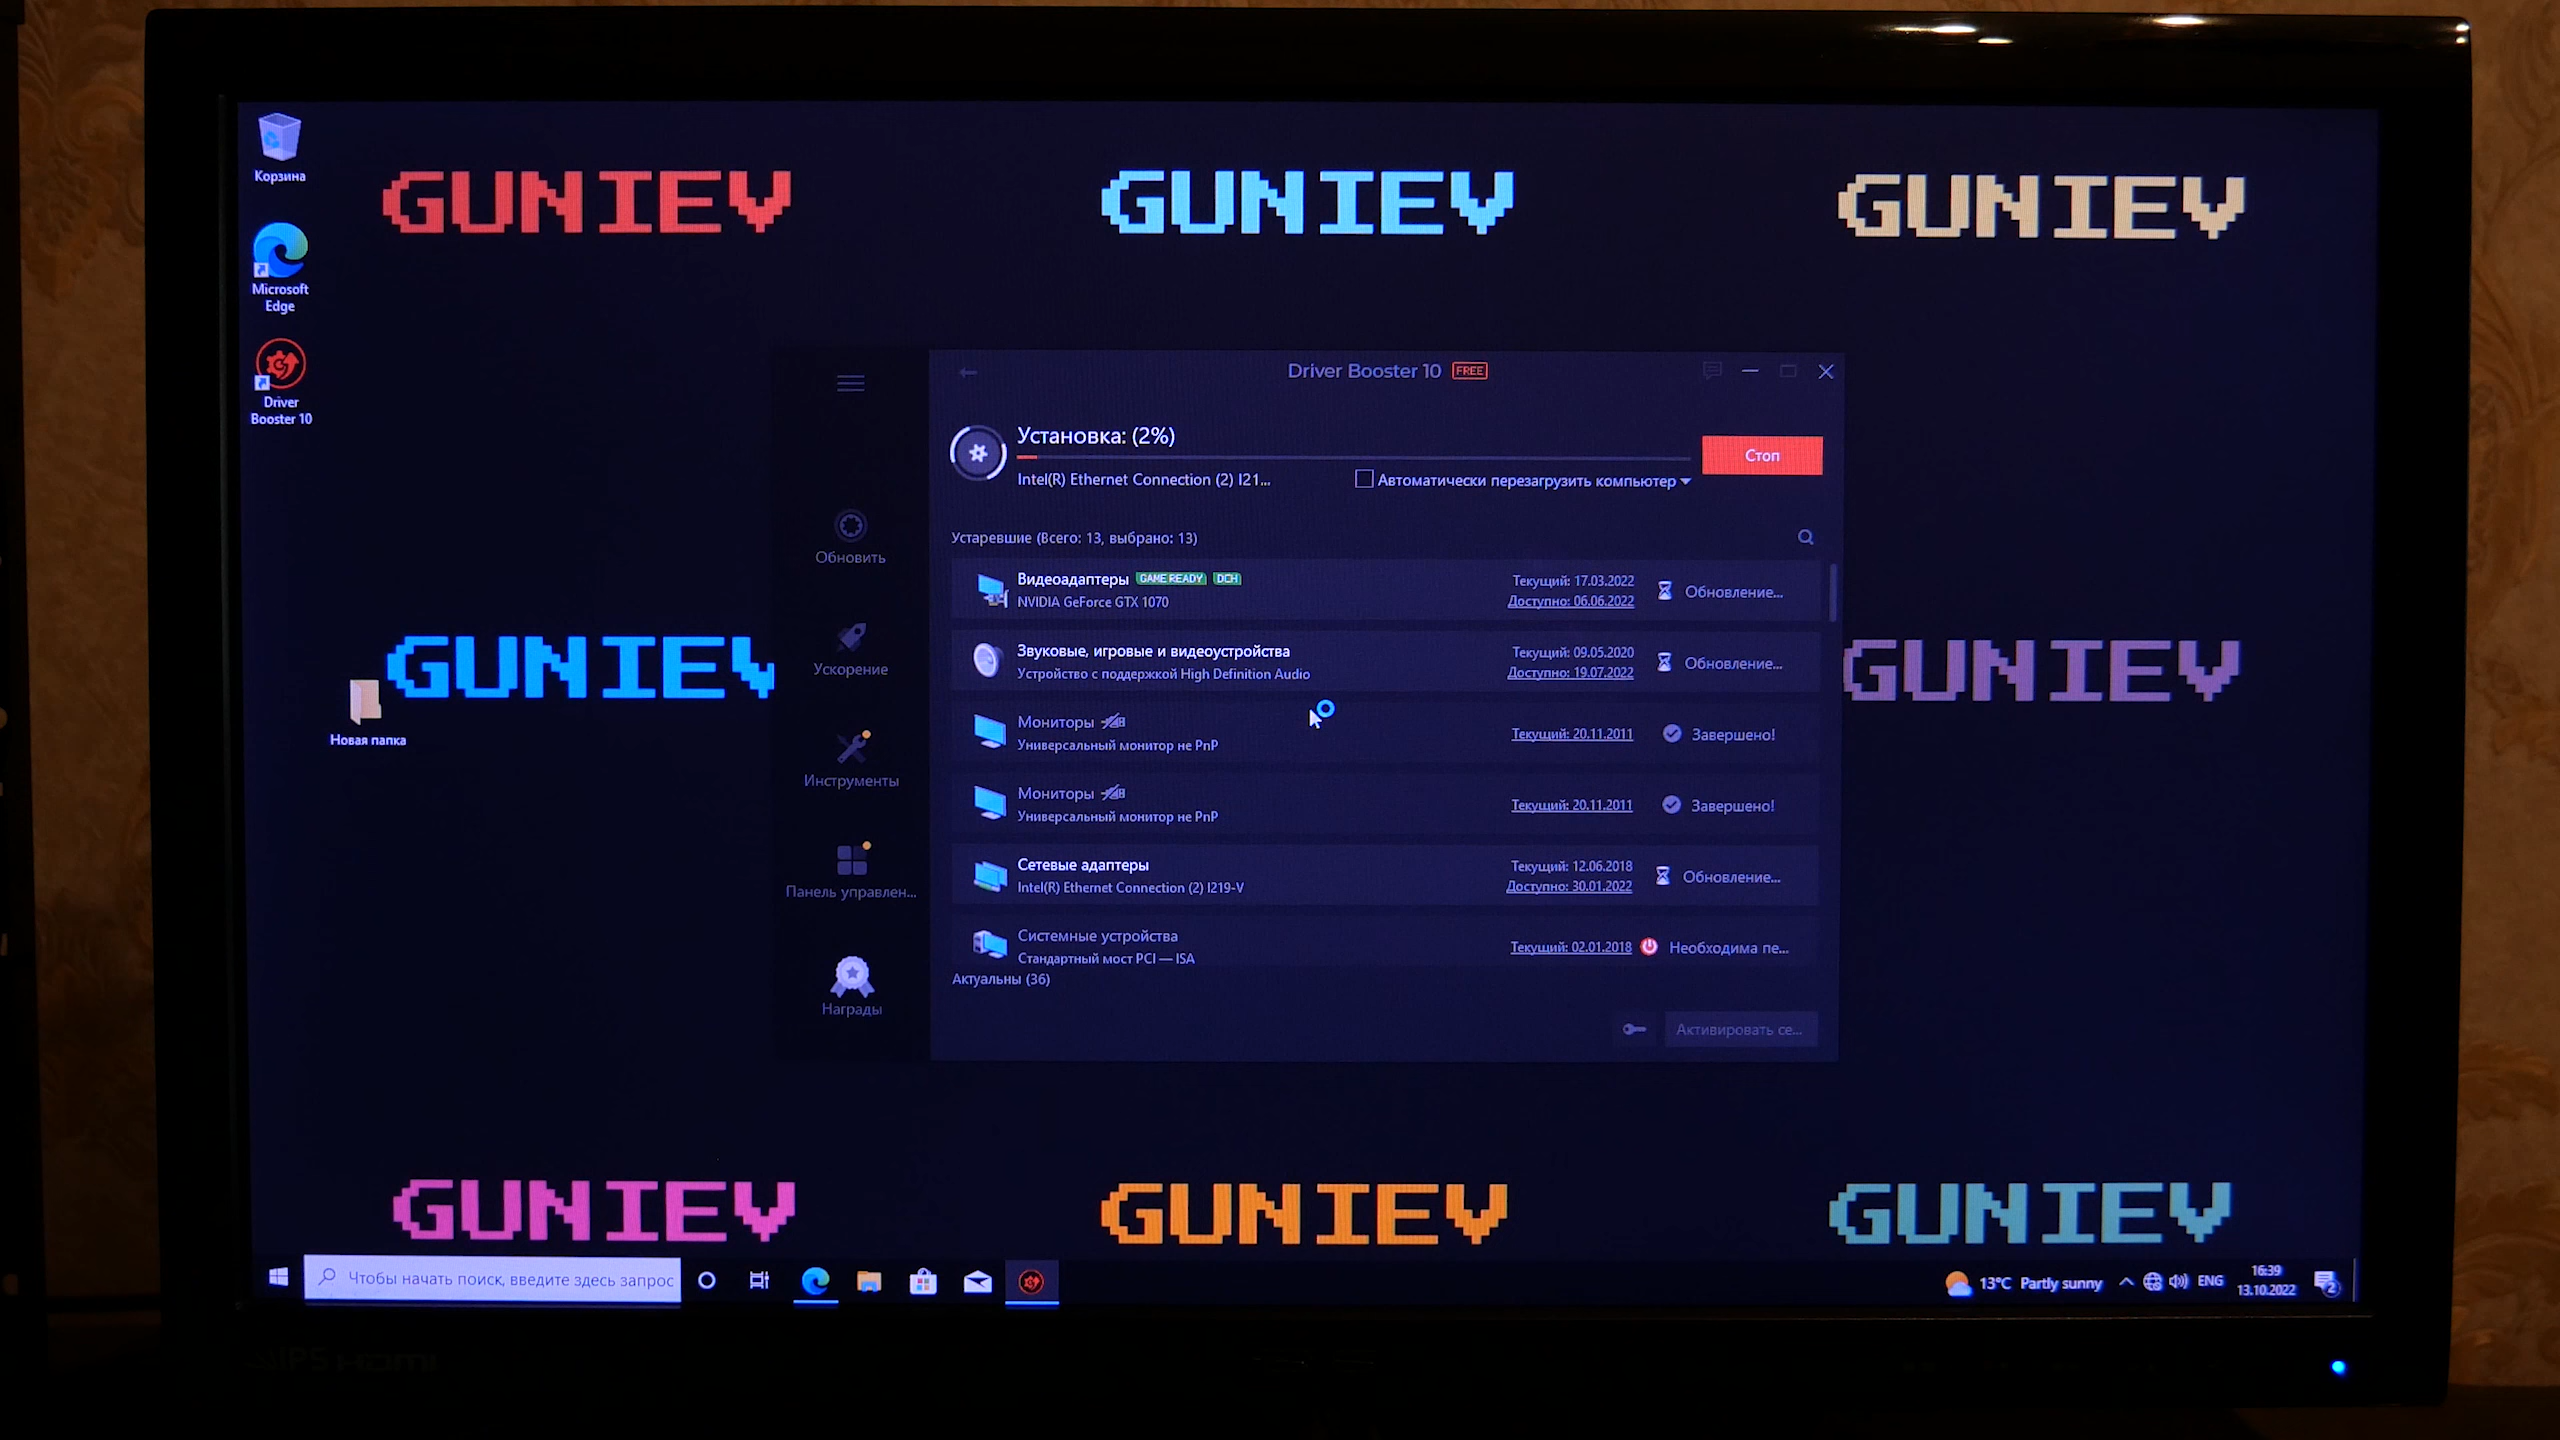 Корзина
GUNIEV
GUNIEV
GUNIEV
Microsoft
Edge
Driver
Booster 10
Driver Booster 10 FREE
Установка: (2%)
Стоп
Intel(R) Ethernet Connection (2) I21...
Автоматически перезагрузить компьютер
Устаревшие (Всего: 13, выбрано: 13)
Обновить
Видеоадаптеры GAME READY DCH
NVIDIA GeForce GTX 1070
Текущий: 17.03.2022
Доступно: 06.06.2022
Обновление...
Ускорение
Звуковые, игровые и видеоустройства
Устройство с поддержкой High Definition Audio
Текущий: 09.05.2020
Доступно: 19.07.2022
Обновление...
GUNIEV
GUNIEV
Новая папка
Мониторы
Универсальный монитор не PnP
Текущий: 20.11.2011
Завершено!
Инструменты
Мониторы
Универсальный монитор не PnP
Текущий: 20.11.2011
Завершено!
Панель управлен...
Сетевые адаптеры
Intel(R) Ethernet Connection (2) I219-V
Текущий: 12.06.2018
Доступно: 30.01.2022
Обновление...
Системные устройства
Стандартный мост PCI — ISA
Текущий: 02.01.2018
Необходима пе...
Награды
Актуальны (36)
Активировать се...
GUNIEV
GUNIEV
GUNIEV
Чтобы начать поиск, введите здесь запрос
13°C Partly sunny
ENG
16:39
13.10.2022
2
IPS HDMI